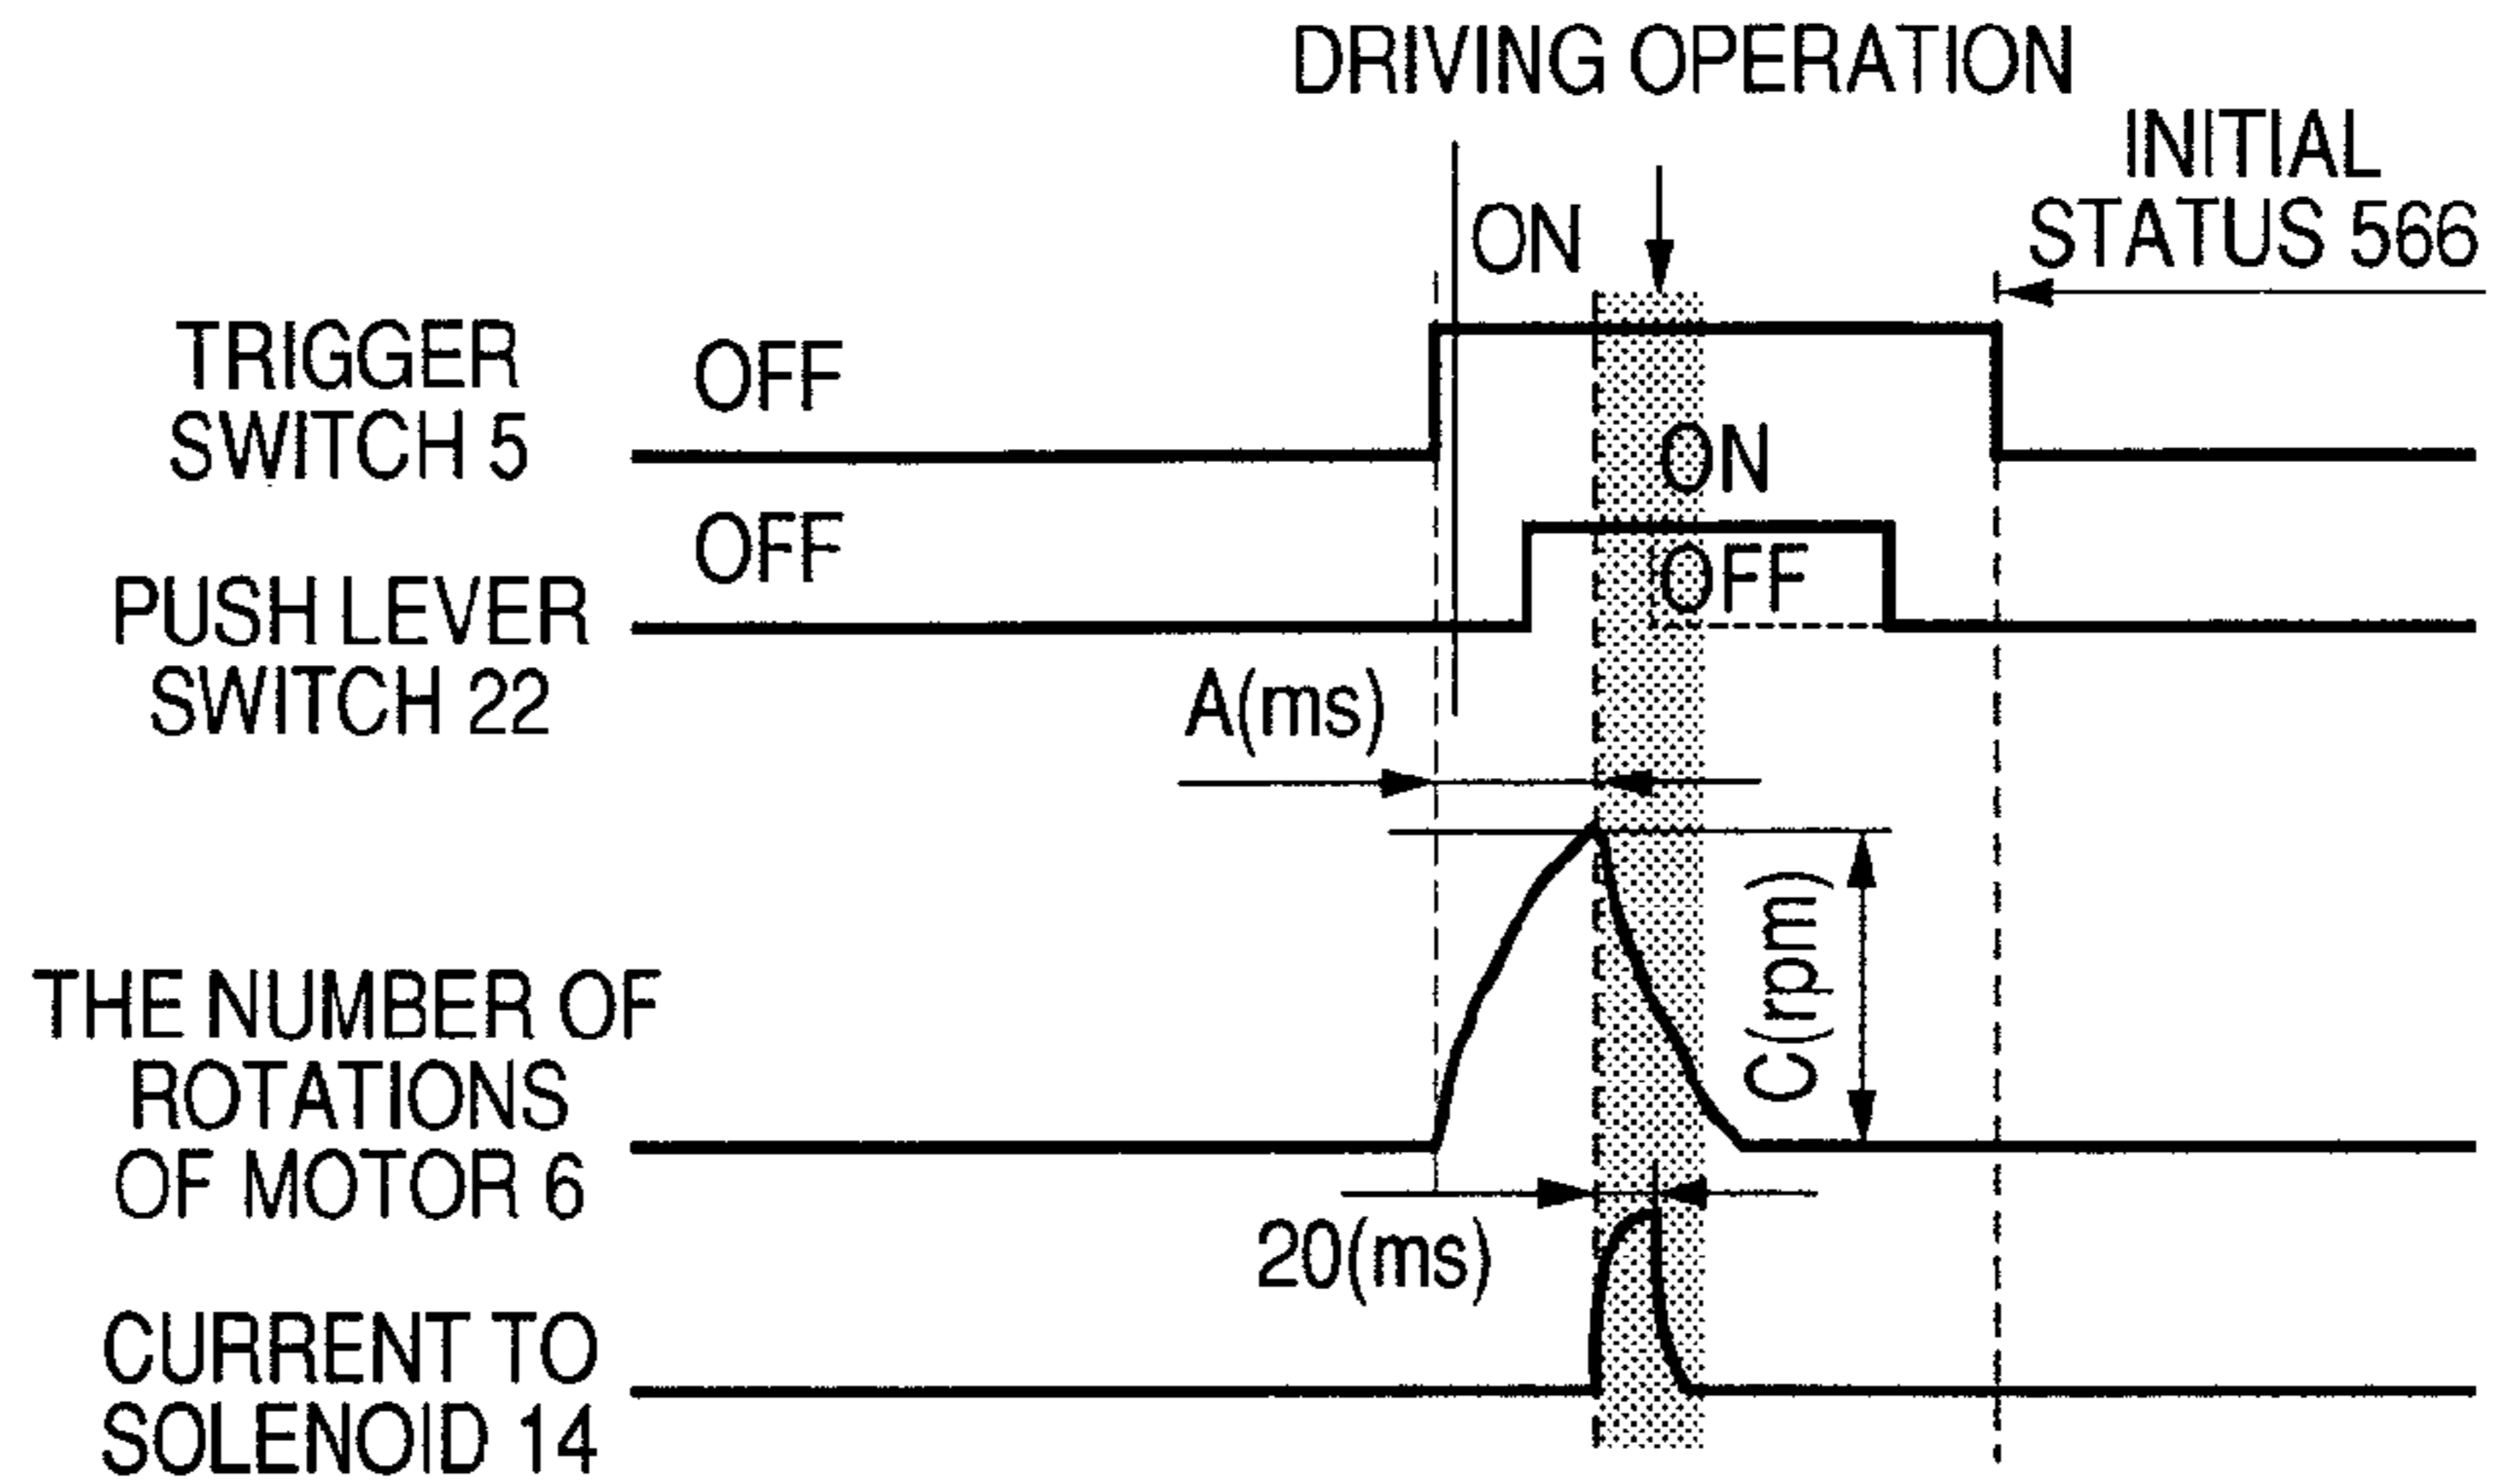 DRIVING OPERATION
INITIAL
STATUS 566
ON
TRIGGER
SWITCH 5
OFF
ON
OFF
OFF
PUSH LEVER
SWITCH 22
A(ms)
C(rpm)
THE NUMBER OF
ROTATIONS
OF MOTOR 6
20(ms)
CURRENT TO
SOLENOID 14